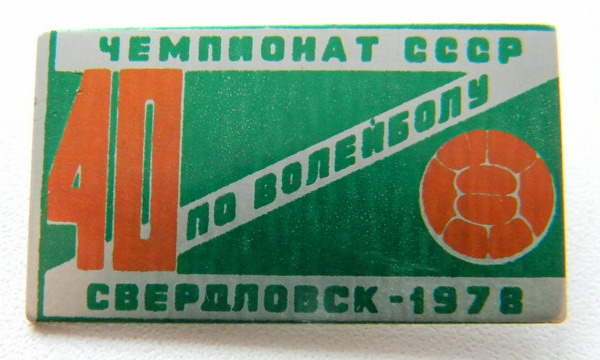 ЧЕМПИОНАТ СССР
40
ПО ВОЛЕЙБОЛУ
СВЕРДЛОВСК-1978